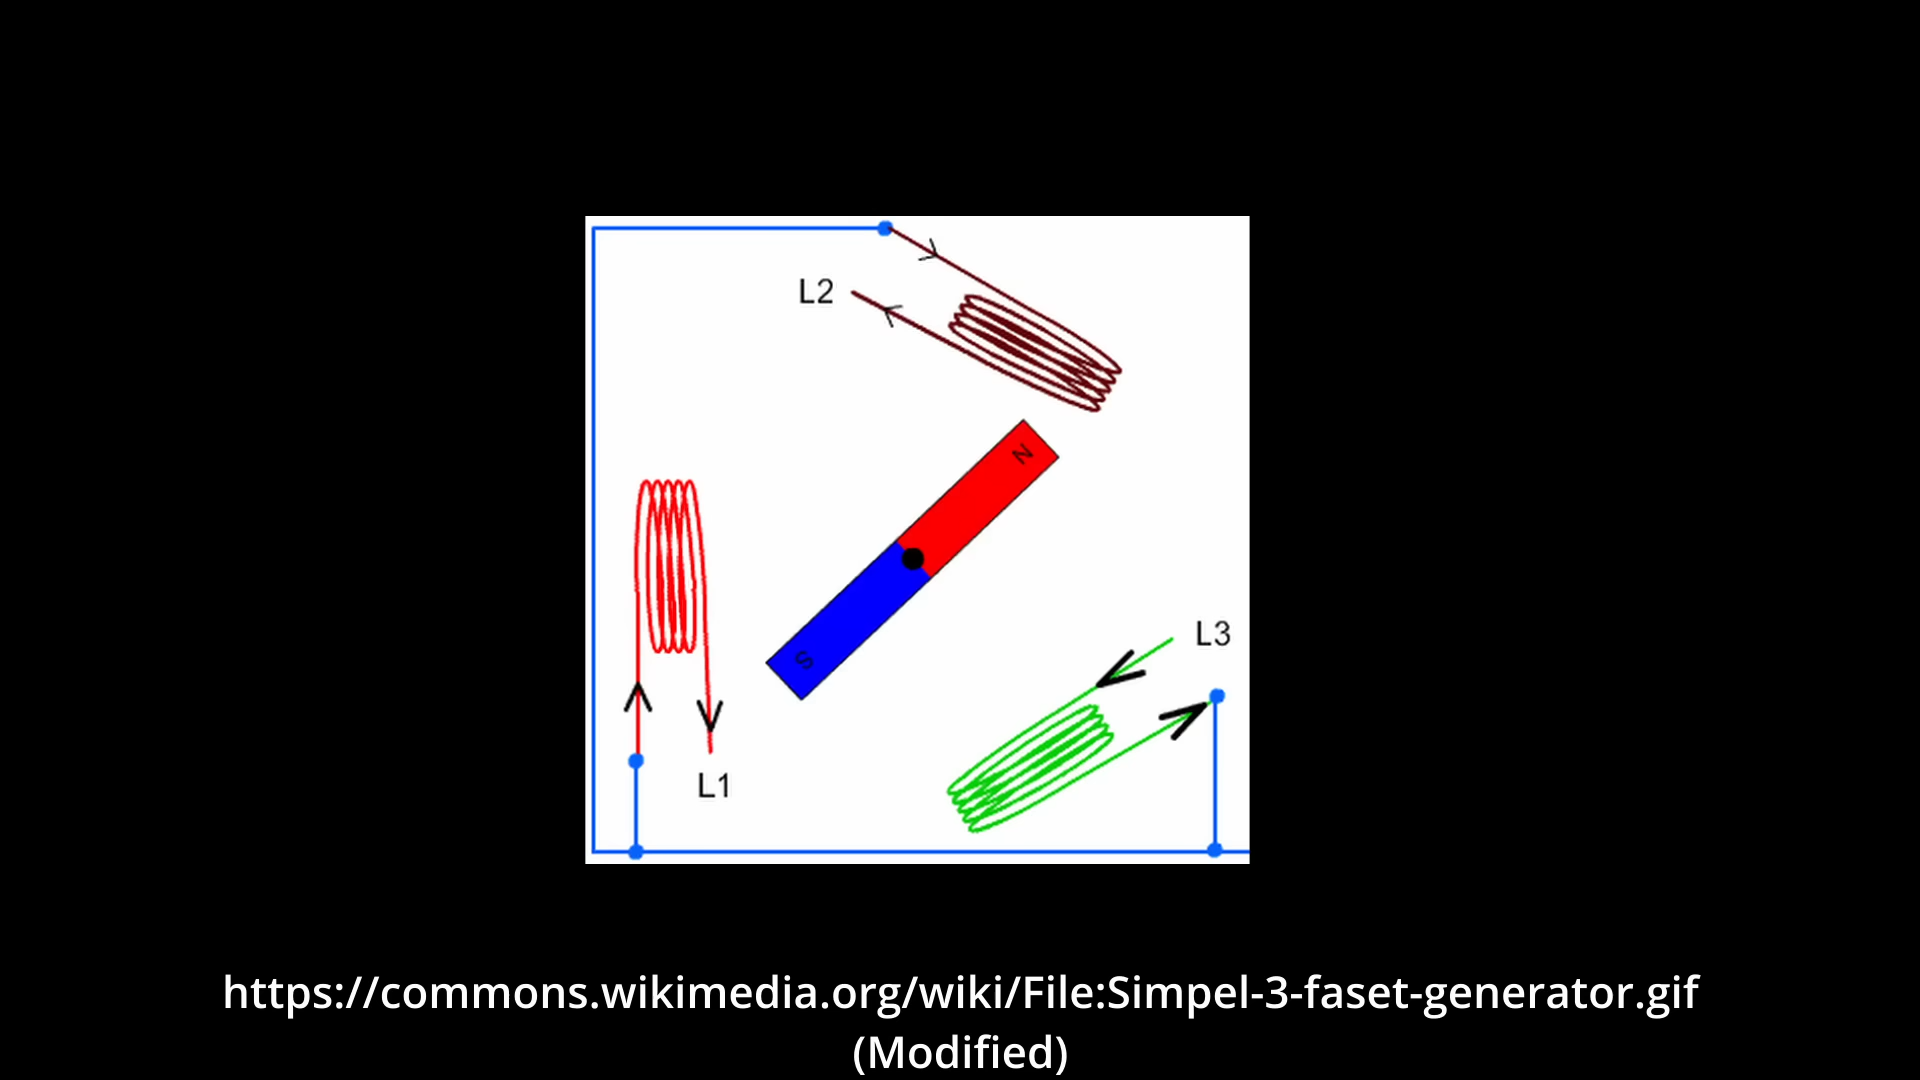 L2
N
S
L3
L1
https://commons.wikimedia.org/wiki/File:Simpel-3-faset-generator.gif
(Modified)